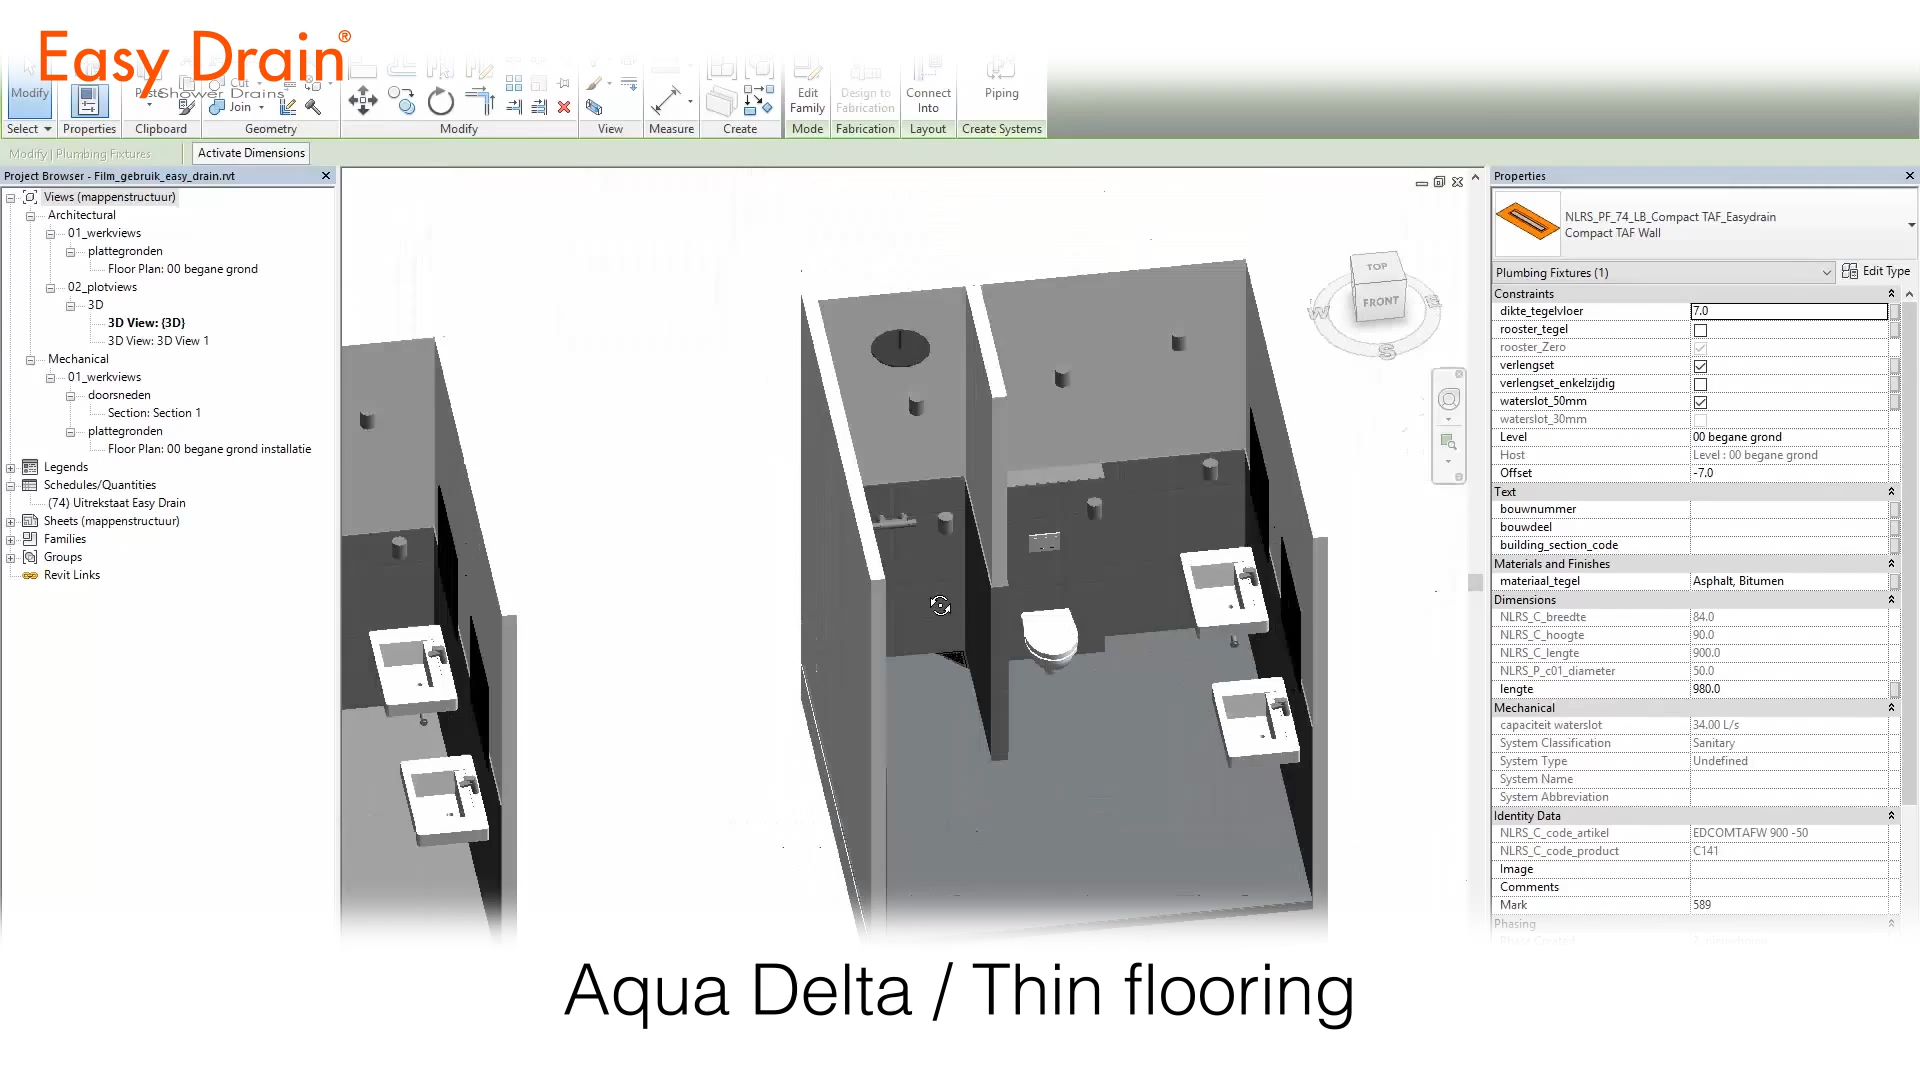 Easy Drain®
Shower Drains
Modify
Paste
Cut
Join
Edit Family
Design to Fabrication
Connect Into
Piping
Select
Properties
Clipboard
Geometry
Modify
View
Measure
Create
Mode
Fabrication
Layout
Create Systems
Modify | Plumbing Fixtures
Activate Dimensions
Project Browser - Film_gebruik_easy_drain.rvt
Views (mappenstructuur)
Architectural
01_werkviews
plattegronden
Floor Plan: 00 begane grond
02_plotviews
3D
3D View: {3D}
3D View: 3D View 1
Mechanical
01_werkviews
doorsneden
Section: Section 1
plattegronden
Floor Plan: 00 begane grond installatie
Legends
Schedules/Quantities
(74) Uitrekstaat Easy Drain
Sheets (mappenstructuur)
Families
Groups
Revit Links
TOP
FRONT
W
E
S
Properties
NLRS_PF_74_LB_Compact TAF_Easydrain
Compact TAF Wall
Plumbing Fixtures (1)
Edit Type
Constraints
dikte_tegelvloer 7.0
rooster_tegel
rooster_Zero
verlengset
verlengset_enkelzijdig
waterslot_50mm
waterslot_30mm
Level 00 begane grond
Host Level : 00 begane grond
Offset -7.0
Text
bouwnummer
bouwdeel
building_section_code
Materials and Finishes
materiaal_tegel Asphalt, Bitumen
Dimensions
NLRS_C_breedte 84.0
NLRS_C_hoogte 90.0
NLRS_C_lengte 900.0
NLRS_P_c01_diameter 50.0
lengte 980.0
Mechanical
capaciteit waterslot 34.00 L/s
System Classification Sanitary
System Type Undefined
System Name
System Abbreviation
Identity Data
NLRS_C_code_artikel EDCOMTAFW 900 -50
NLRS_C_code_product C141
Image
Comments
Mark 589
Phasing
Aqua Delta / Thin flooring